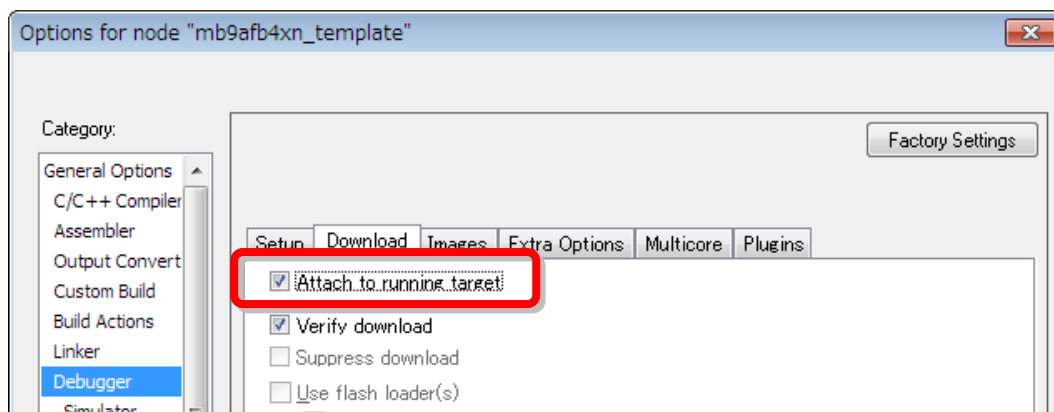 Options for node "mb9afb4xn_template"
Category:
Factory Settings
General Options
C/C++ Compiler
Assembler
Output Convert
Custom Build
Build Actions
Linker
Debugger
Simulator
Setup Download Images Extra Options Multicore Plugins
Attach to running target
Verify download
Suppress download
Use flash loader(s)